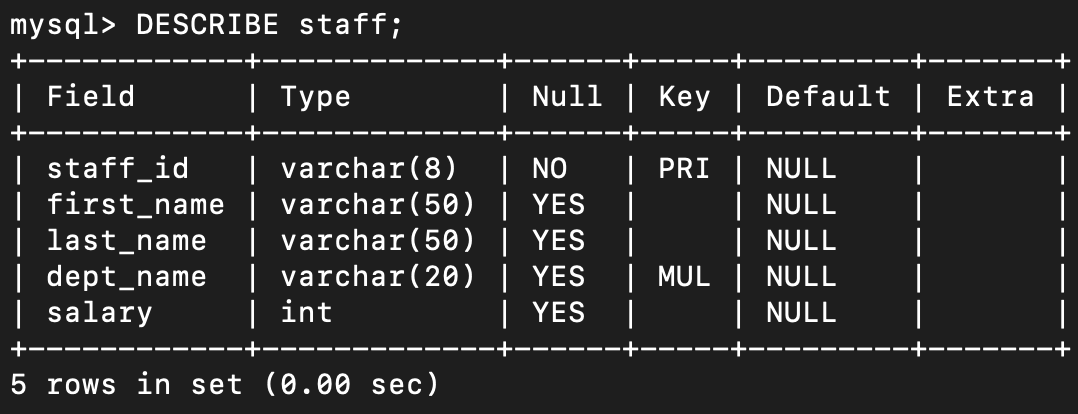 mysql> DESCRIBE staff;
+------------+-------------+------+-----+---------+-------+
| Field      | Type        | Null | Key | Default | Extra |
+------------+-------------+------+-----+---------+-------+
| staff_id   | varchar(8)  | NO   | PRI | NULL    |       |
| first_name | varchar(50) | YES  |     | NULL    |       |
| last_name  | varchar(50) | YES  |     | NULL    |       |
| dept_name  | varchar(20) | YES  | MUL | NULL    |       |
| salary     | int         | YES  |     | NULL    |       |
+------------+-------------+------+-----+---------+-------+
5 rows in set (0.00 sec)